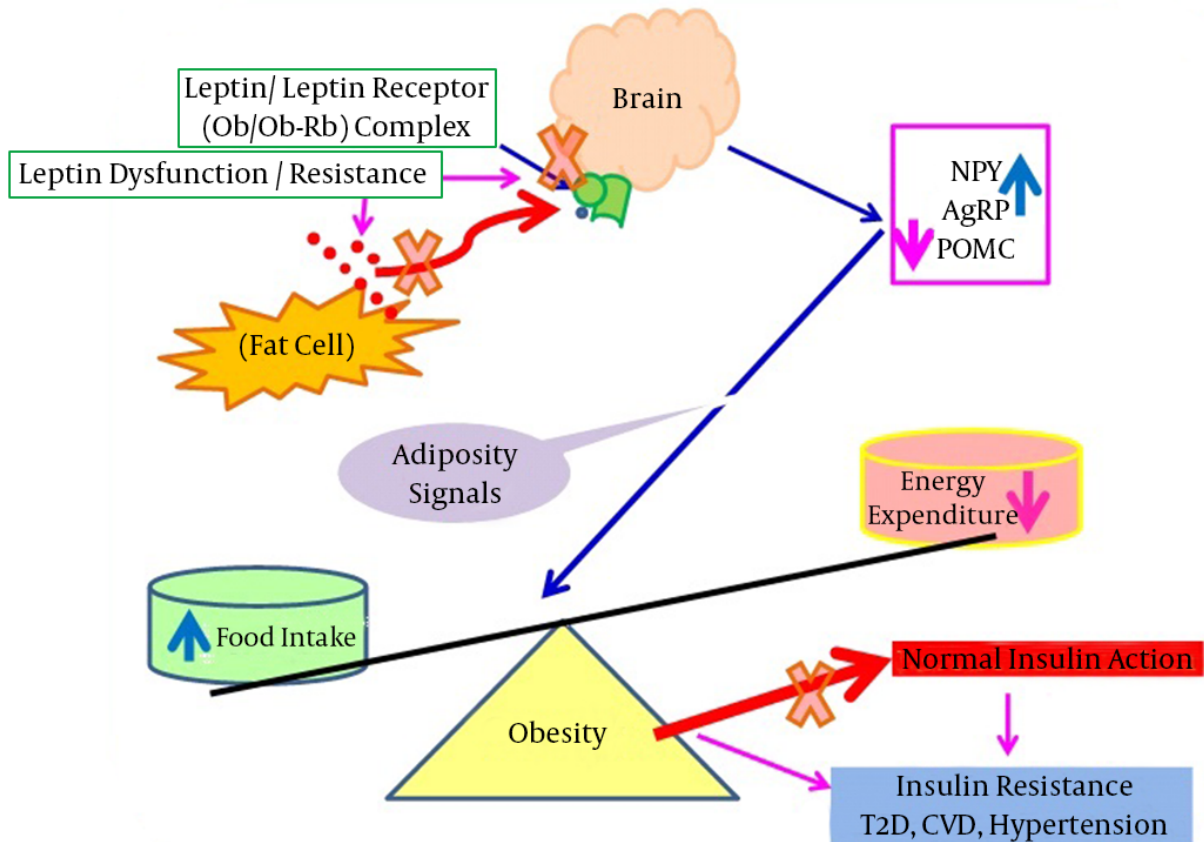 Brain
Leptin/ Leptin Receptor
(Ob/Ob-Rb) Complex
Leptin Dysfunction / Resistance
NPY
AgRP
POMC
(Fat Cell)
Adiposity
Signals
Energy
Expenditure
Food Intake
Normal Insulin Action
Obesity
Insulin Resistance
T2D, CVD, Hypertension